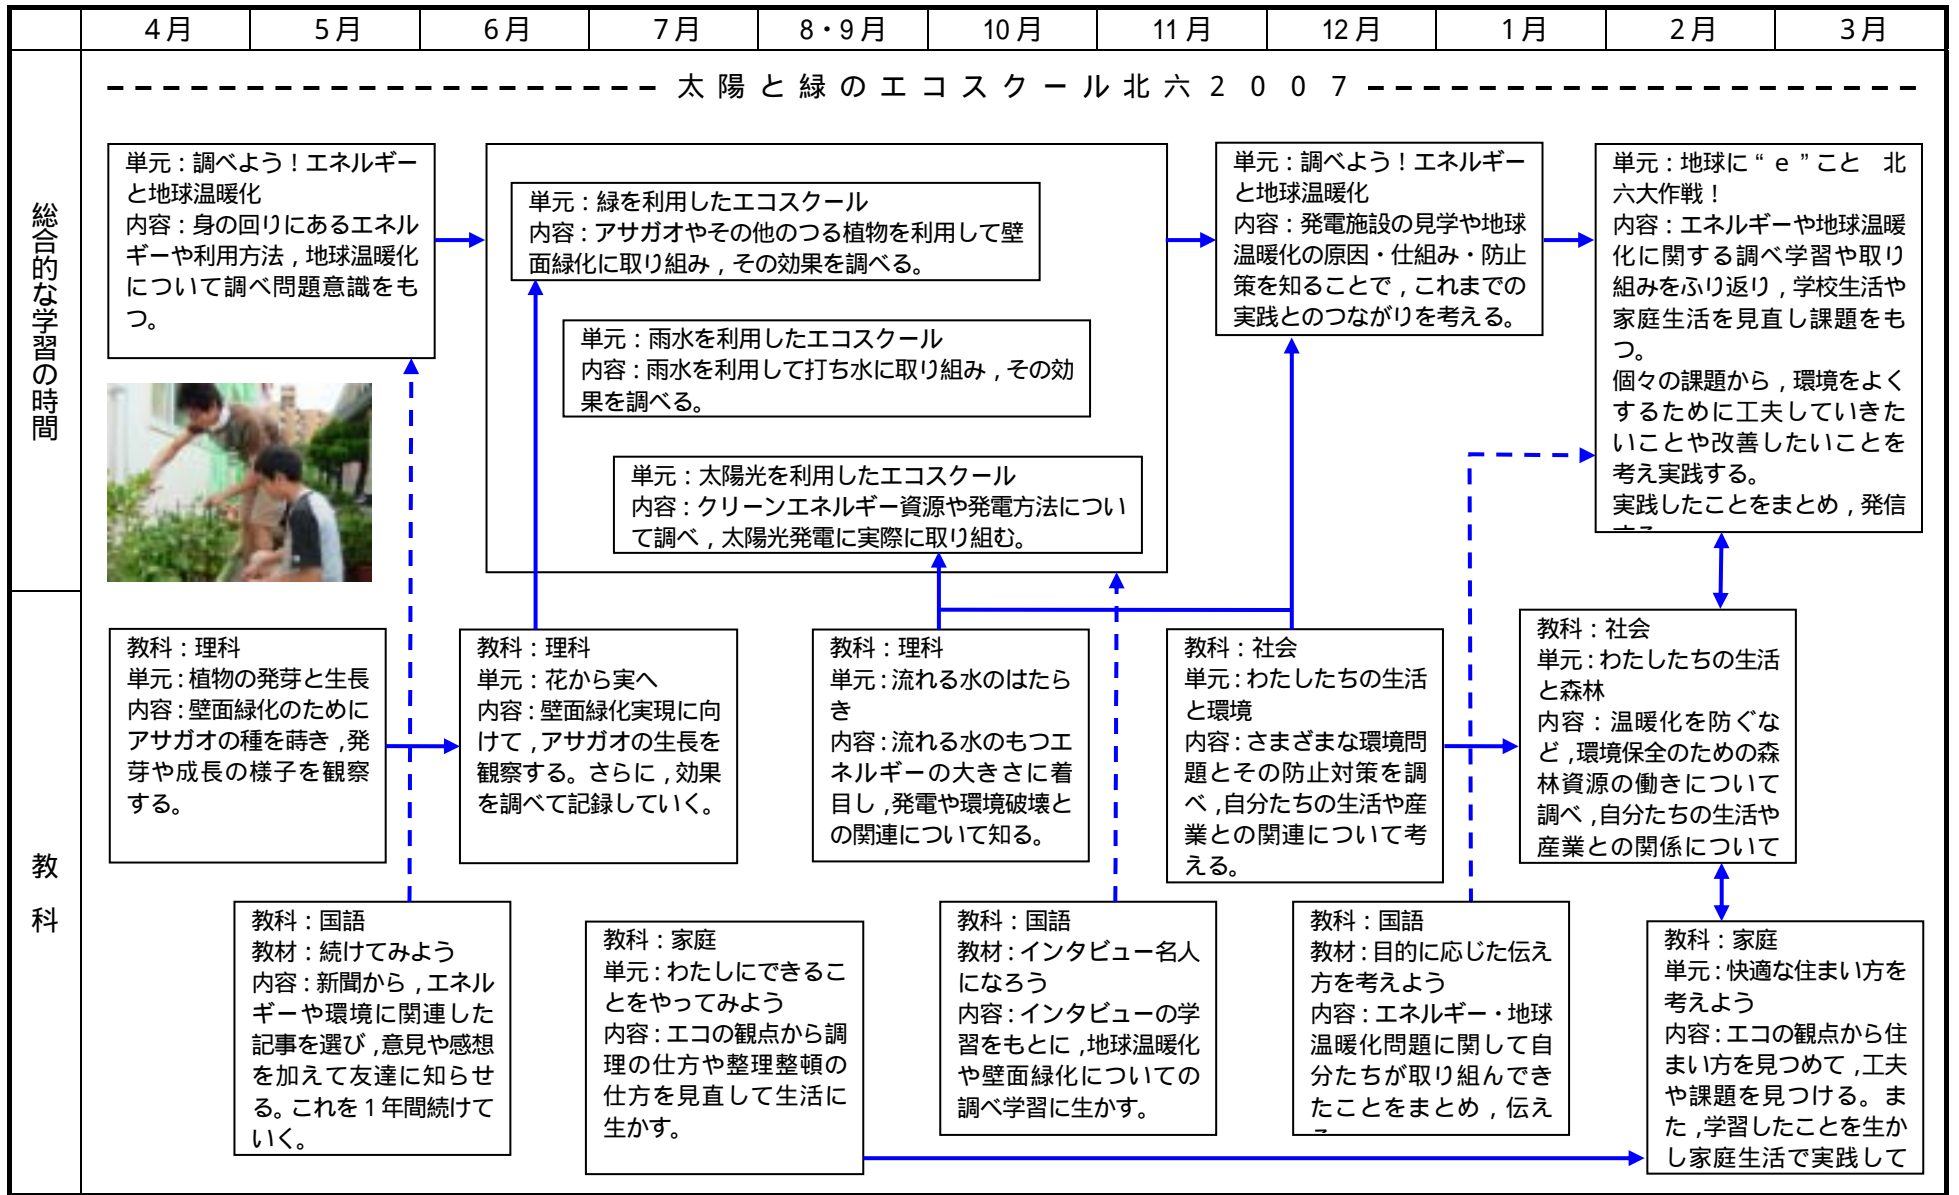 4月 5月 6月 7月 8・9月 10月 11月 12月 1月 2月 3月
総合的な学習の時間
太陽と緑のエコスクール北六2007
単元：調べよう！エネルギー
と地球温暖化
内容：身の回りにあるエネル
ギーや利用方法，地球温暖化
について調べ問題意識をも
つ。
単元：緑を利用したエコスクール
内容：アサガオやその他のつる植物を利用して壁
面緑化に取り組み，その効果を調べる。
単元：雨水を利用したエコスクール
内容：雨水を利用して打ち水に取り組み，その効
果を調べる。
単元：太陽光を利用したエコスクール
内容：クリーンエネルギー資源や発電方法につい
て調べ，太陽光発電に実際に取り組む。
単元：調べよう！エネルギー
と地球温暖化
内容：発電施設の見学や地球
温暖化の原因・仕組み・防止
策を知ることで，これまでの
実践とのつながりを考える。
単元：地球に“ｅ”こと　北
六大作戦！
内容：エネルギーや地球温暖
化に関する調べ学習や取り
組みをふり返り，学校生活や
家庭生活を見直し課題をも
つ。
個々の課題から，環境をよく
するために工夫していきた
いことや改善したいことを
考え実践する。
実践したことをまとめ，発信
教科
教科：理科
単元：植物の発芽と生長
内容：壁面緑化のために
アサガオの種を蒔き，発
芽や成長の様子を観察
する。
教科：理科
単元：花から実へ
内容：壁面緑化実現に向
けて，アサガオの生長を
観察する。さらに，効果
を調べて記録していく。
教科：理科
単元：流れる水のはたら
き
内容：流れる水のもつエ
ネルギーの大きさに着
目し，発電や環境破壊と
の関連について知る。
教科：社会
単元：わたしたちの生活
と環境
内容：さまざまな環境問
題とその防止対策を調
べ，自分たちの生活や産
業との関連について考
える。
教科：社会
単元：わたしたちの生活
と森林
内容：温暖化を防ぐな
ど，環境保全のための森
林資源の働きについて
調べ，自分たちの生活や
産業との関係について
教科：国語
教材：続けてみよう
内容：新聞から，エネル
ギーや環境に関連した
記事を選び，意見や感想
を加えて友達に知らせ
る。これを1年間続けて
いく。
教科：家庭
単元：わたしにできるこ
とをやってみよう
内容：エコの観点から調
理の仕方や整理整頓の
仕方を見直して生活に
生かす。
教科：国語
教材：インタビュー名人
になろう
内容：インタビューの学
習をもとに，地球温暖化
や壁面緑化についての
調べ学習に生かす。
教科：国語
教材：目的に応じた伝え
方を考えよう
内容：エネルギー・地球
温暖化問題に関して自
分たちが取り組んでき
たことをまとめ，伝え
教科：家庭
単元：快適な住まい方を
考えよう
内容：エコの観点から住
まい方を見つめて，工夫
や課題を見つける。ま
た，学習したことを生か
し家庭生活で実践して